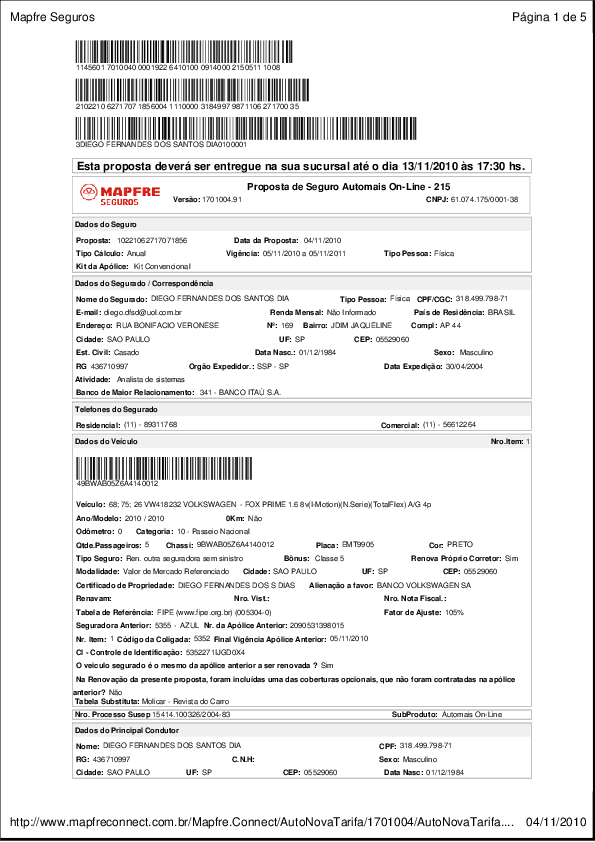 Mapfre Seguros Página 1 de 5
1145601 7010040 0001922 6410100 0914000 2150511 1008
2102210 6271707 1856004 1110000 3184997 9871106 271700 35
3DIEGO FERNANDES DOS SANTOS DIA0100001
Esta proposta deverá ser entregue na sua sucursal até o dia 13/11/2010 às 17:30 hs.
MAPFRE SEGUROS
Proposta de Seguro Automais On-Line - 215
Versão: 1701004.91 CNPJ: 61.074.175/0001-38
Dados do Seguro
Proposta: 102210627170718​56 Data da Proposta: 04/11/2010
Tipo Cálculo: Anual Vigência: 05/11/2010 a 05/11/2011 Tipo Pessoa: Física
Kit da Apólice: Kit Convencional
Dados do Segurado / Correspondência
Nome do Segurado: DIEGO FERNANDES DOS SANTOS DIA Tipo Pessoa: Física CPF/CGC: 318.499.798-71
E-mail: diego.dfsd@uol.com.br Renda Mensal: Não Informado País de Residência: BRASIL
Endereço: RUA BONIFACIO VERONESE Nº: 169 Bairro: JDIM JAQUELINE Compl: AP 44
Cidade: SAO PAULO UF: SP CEP: 05529060
Est. Civil: Casado Data Nasc.: 01/12/1984 Sexo: Masculino
RG 436710997 Orgão Expedidor.: SSP - SP Data Expedição: 30/04/2004
Atividade: Analista de sistemas
Banco de Maior Relacionamento: 341 - BANCO ITAÚ S.A.
Telefones do Segurado
Residencial: (11) - 89311768 Comercial: (11) - 56612264
Dados do Veículo Nro.Item: 1
49BWAB05Z6A4140012
Veículo: 68; 75; 26 VW418232 VOLKSWAGEN - FOX PRIME 1.6 8v(I-Motion)(N.Serie)(TotalFlex) A/G 4p
Ano/Modelo: 2010 / 2010 0Km: Não
Odômetro: 0 Categoria: 10 - Passeio Nacional
Qtde.Passageiros: 5 Chassi: 9BWAB05Z6A4140012 Placa: EMT9905 Cor: PRETO
Tipo Seguro: Ren. outra seguradora sem sinistro Bônus: Classe 5 Renova Próprio Corretor: Sim
Modalidade: Valor de Mercado Referenciado Cidade: SAO PAULO UF: SP CEP: 05529060
Certificado de Propriedade: DIEGO FERNANDES DOS S DIAS Alienação a favor: BANCO VOLKSWAGEN SA
Renavam: Nro. Vist.: Nro. Nota Fiscal.:
Tabela de Referência: FIPE (www.fipe.org.br) (005304-0) Fator de Ajuste: 105%
Seguradora Anterior: 5355 - AZUL Nr. da Apólice Anterior: 2090531398015
Nr. Item: 1 Código da Coligada: 5352 Final Vigência Apólice Anterior: 05/11/2010
CI - Controle de Identificação: 5352271IJGD0X4
O veiculo segurado é o mesmo da apólice anterior a ser renovada ? Sim
Na Renovação da presente proposta, foram incluídas uma das coberturas opcionais, que não foram contratadas na apólice
anterior? Não
Tabela Substituta: Molicar - Revista do Carro
Nro. Processo Susep 15414.100326/2004-83 SubProduto: Automais On-Line
Dados do Principal Condutor
Nome: DIEGO FERNANDES DOS SANTOS DIA CPF: 318.499.798-71
RG: 436710997 C.N.H: Sexo: Masculino
Cidade: SAO PAULO UF: SP CEP: 05529060 Data Nasc: 01/12/1984
http://www.mapfreconnect.com.br/Mapfre.Connect/AutoNovaTarifa/1701004/AutoNovaTarifa.... 04/11/2010